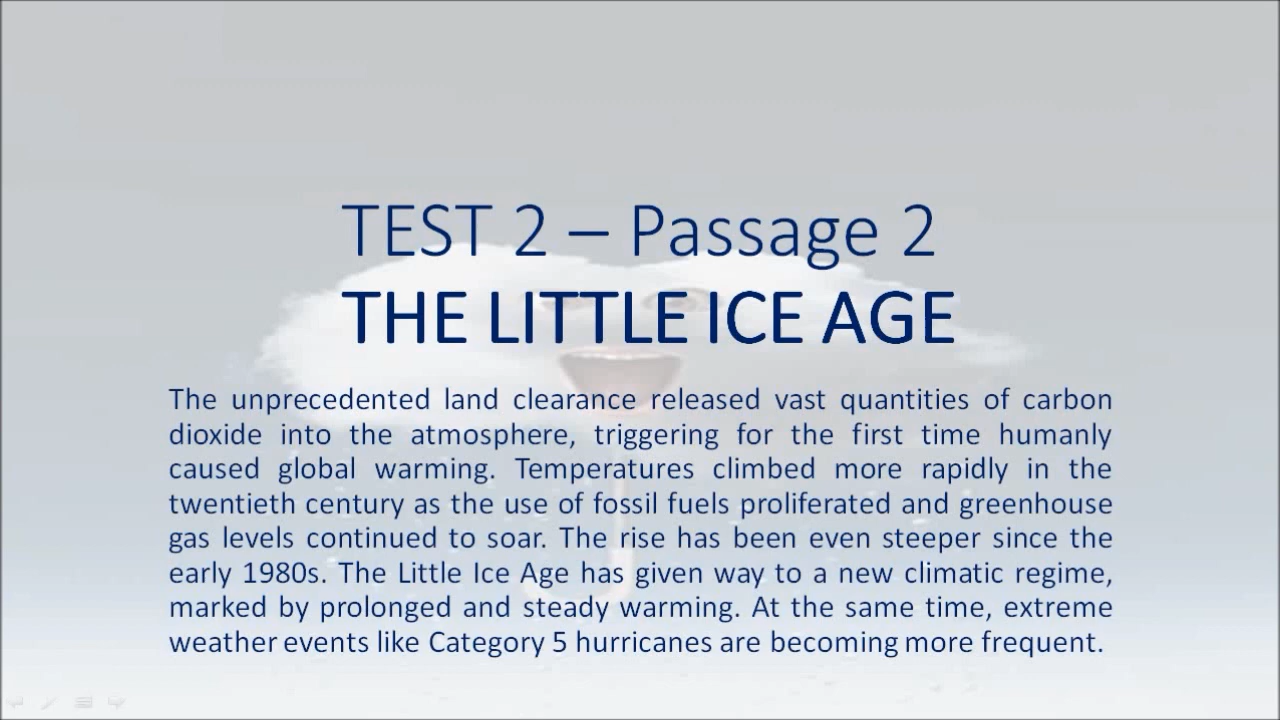 TEST 2 – Passage 2
THE LITTLE ICE AGE
The unprecedented land clearance released vast quantities of carbon
dioxide into the atmosphere, triggering for the first time humanly
caused global warming. Temperatures climbed more rapidly in the
twentieth century as the use of fossil fuels proliferated and greenhouse
gas levels continued to soar. The rise has been even steeper since the
early 1980s. The Little Ice Age has given way to a new climatic regime,
marked by prolonged and steady warming. At the same time, extreme
weather events like Category 5 hurricanes are becoming more frequent.